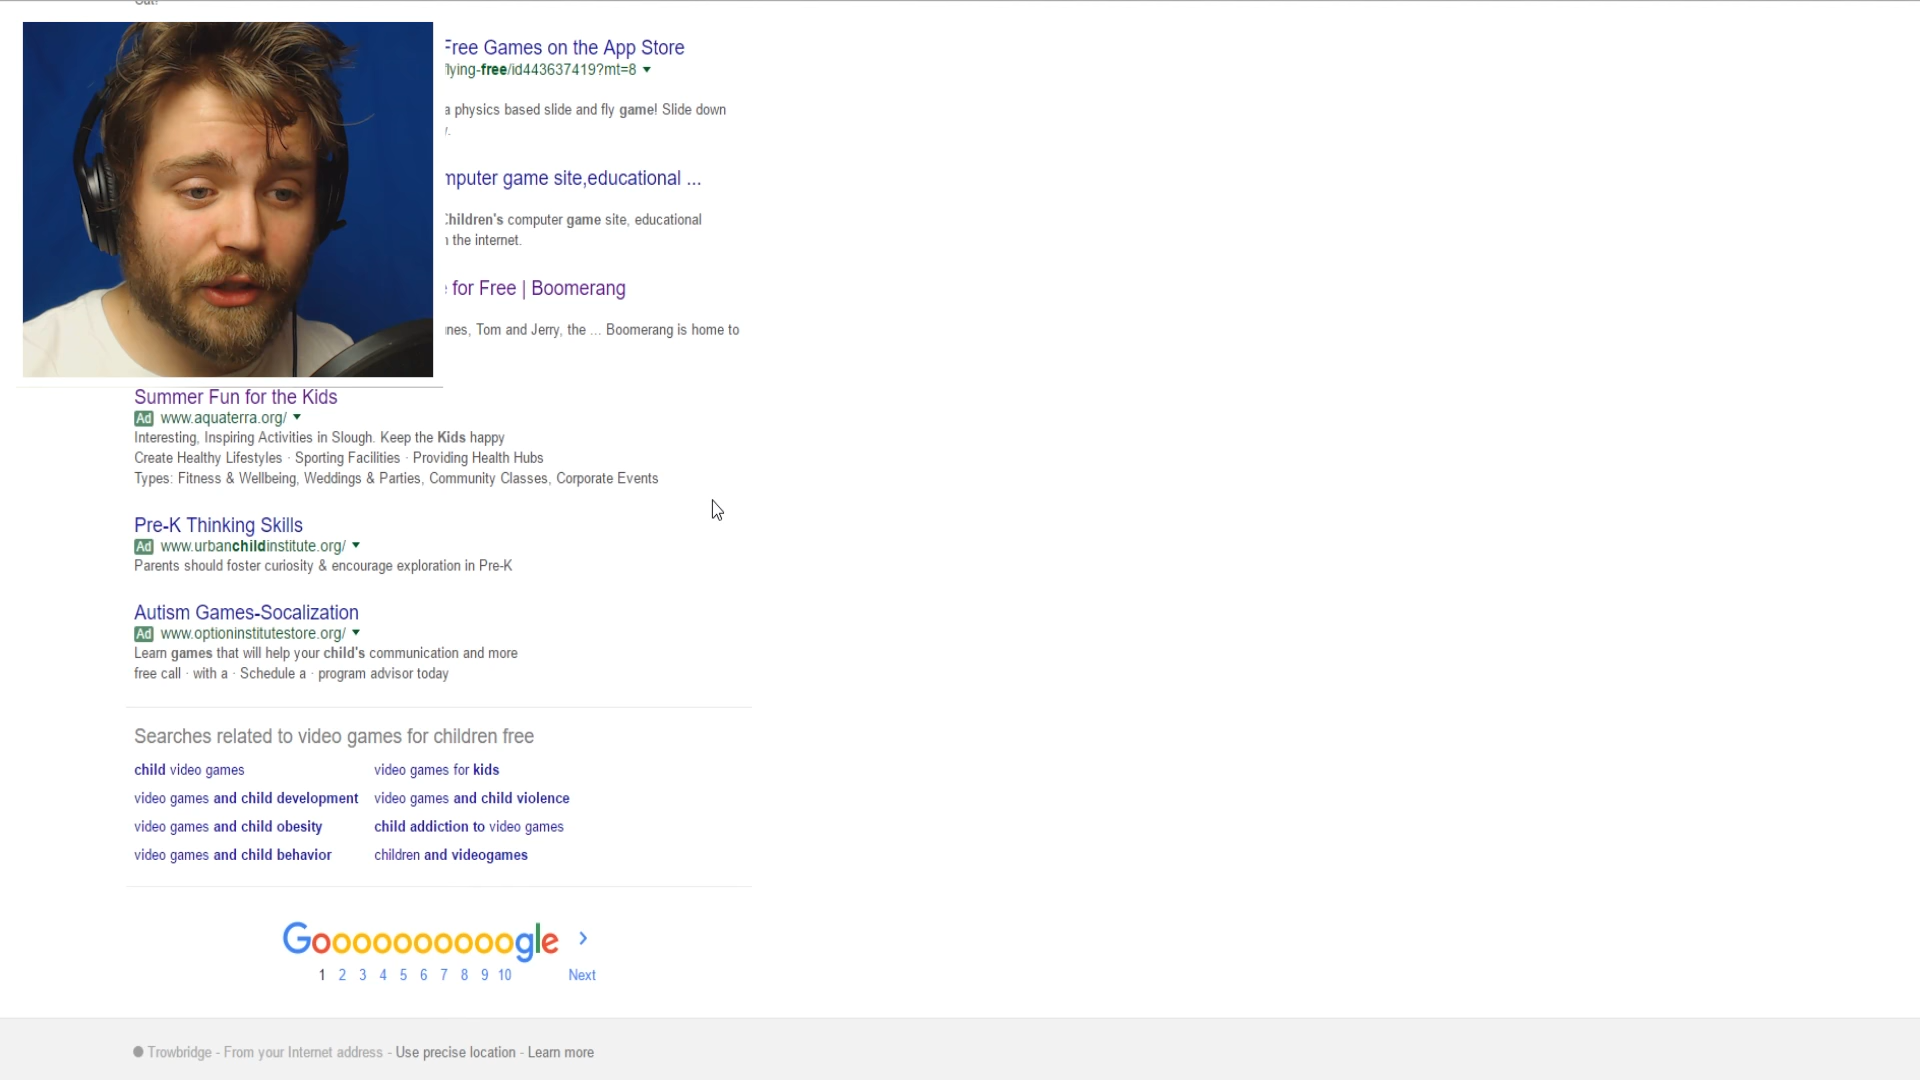 Out!
Free Games on the App Store
flying-free/id443637419?mt=8
a physics based slide and fly game! Slide down
y.
mputer game site,educational ...
Children's computer game site, educational
n the internet.
e for Free | Boomerang
unes, Tom and Jerry, the ... Boomerang is home to
Summer Fun for the Kids
Ad www.aquaterra.org/
Interesting, Inspiring Activities in Slough. Keep the Kids happy
Create Healthy Lifestyles · Sporting Facilities · Providing Health Hubs
Types: Fitness & Wellbeing, Weddings & Parties, Community Classes, Corporate Events
Pre-K Thinking Skills
Ad www.urbanchildinstitute.org/
Parents should foster curiosity & encourage exploration in Pre-K
Autism Games-Socalization
Ad www.optioninstitutestore.org/
Learn games that will help your child's communication and more
free call · with a · Schedule a · program advisor today
Searches related to video games for children free
child video games
video games for kids
video games and child development
video games and child violence
video games and child obesity
child addiction to video games
video games and child behavior
children and videogames
Goooooooooogle >
1 2 3 4 5 6 7 8 9 10 Next
Trowbridge - From your Internet address - Use precise location - Learn more